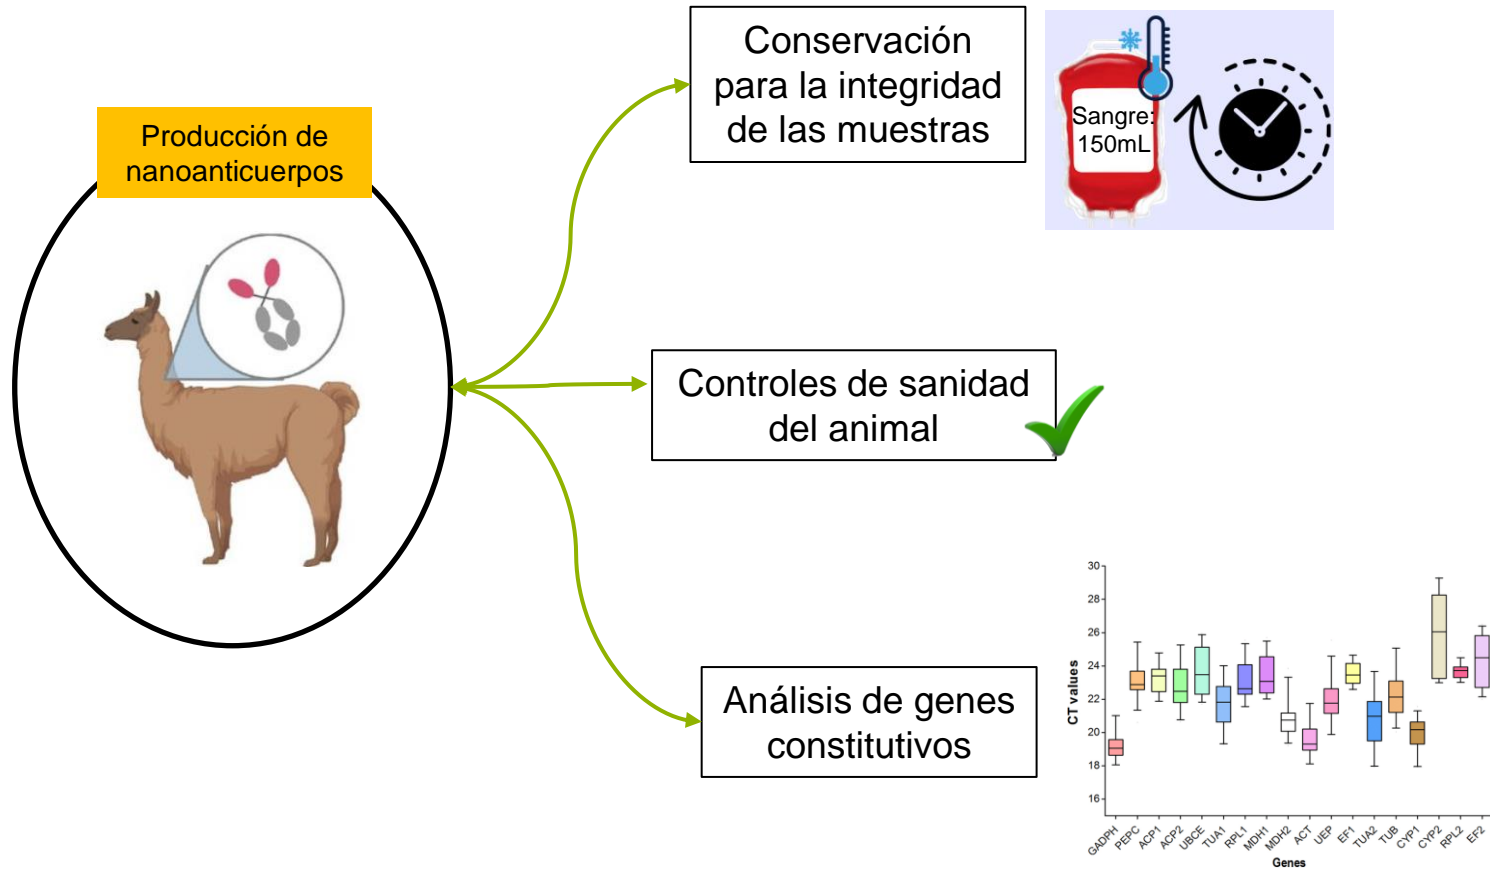 Producción de
nanoanticuerpos
Conservación
para la integridad
de las muestras
Sangre:
150mL
Controles de sanidad
del animal
Análisis de genes
constitutivos
30
28
26
24
22
20
18
16
CT values
GADPH
PEPC
ACP1
ACP2
UBCE
TUA1
RPL1
MDH1
MDH2
ACT
UEP
EF1
TUA2
TUB
CYP1
CYP2
RPL2
EF2
Genes